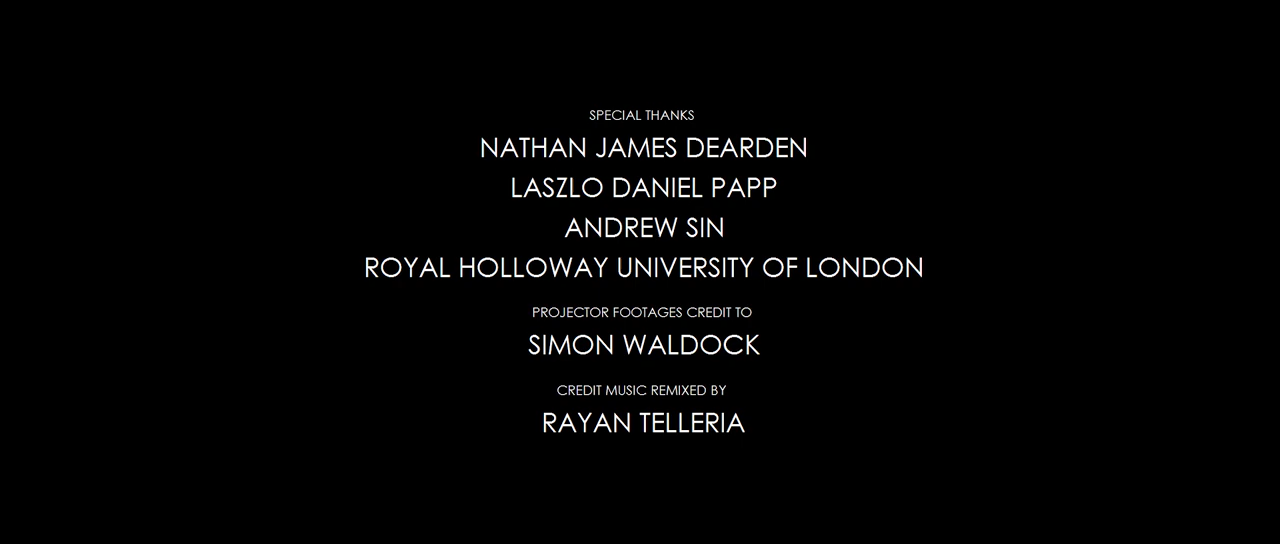 SPECIAL THANKS
NATHAN JAMES DEARDEN
LASZLO DANIEL PAPP
ANDREW SIN
ROYAL HOLLOWAY UNIVERSITY OF LONDON
PROJECTOR FOOTAGES CREDIT TO
SIMON WALDOCK
CREDIT MUSIC REMIXED BY
RAYAN TELLERIA